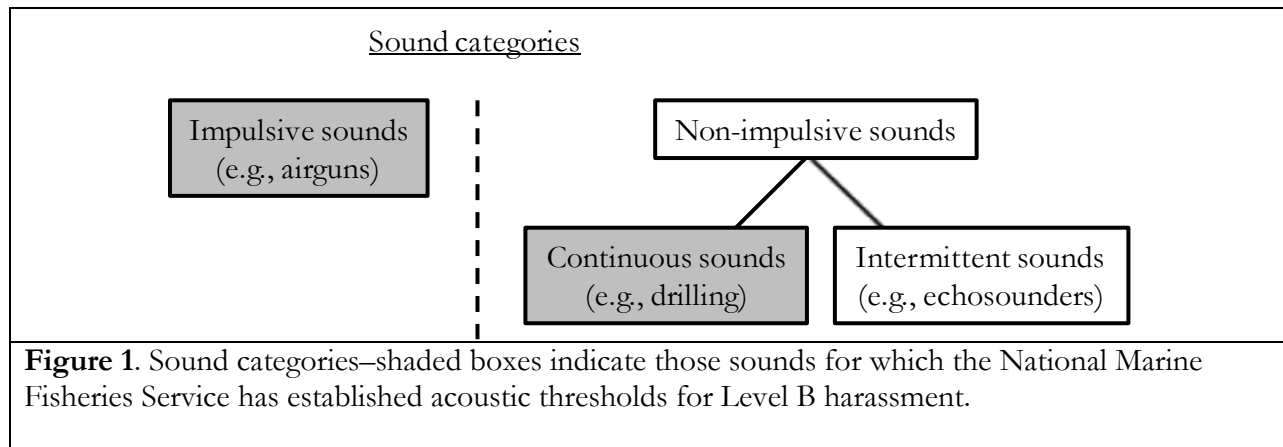 Sound categories
Impulsive sounds
(e.g., airguns)
Non-impulsive sounds
Continuous sounds
(e.g., drilling)
Intermittent sounds
(e.g., echosounders)
Figure 1. Sound categories–shaded boxes indicate those sounds for which the National Marine
Fisheries Service has established acoustic thresholds for Level B harassment.